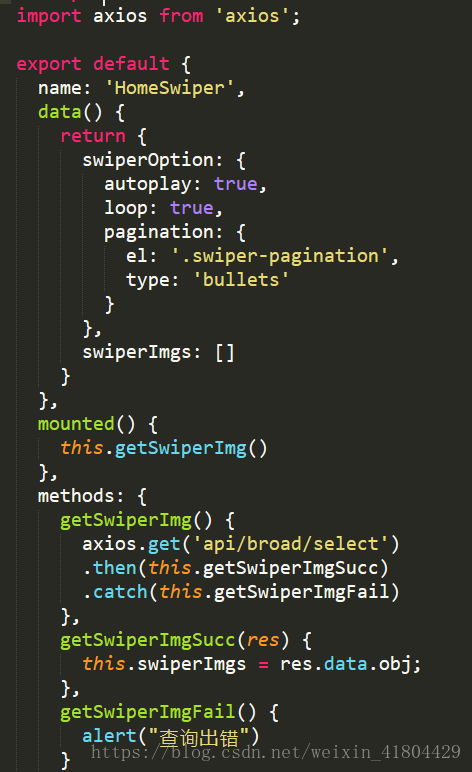 import axios from 'axios';
export default {
name: 'HomeSwiper',
data() {
return {
swiperOption: {
autoplay: true,
loop: true,
pagination: {
el: '.swiper-pagination',
type: 'bullets'
}
},
swiperImgs: []
}
},
mounted() {
this.getSwiperImg()
},
methods: {
getSwiperImg() {
axios.get('api/broad/select')
.then(this.getSwiperImgSucc)
.catch(this.getSwiperImgFail)
},
getSwiperImgSucc(res) {
this.swiperImgs = res.data.obj;
},
getSwiperImgFail() {
alert("查询出错")
https://blog.csdn.net/weixin_41804429
}